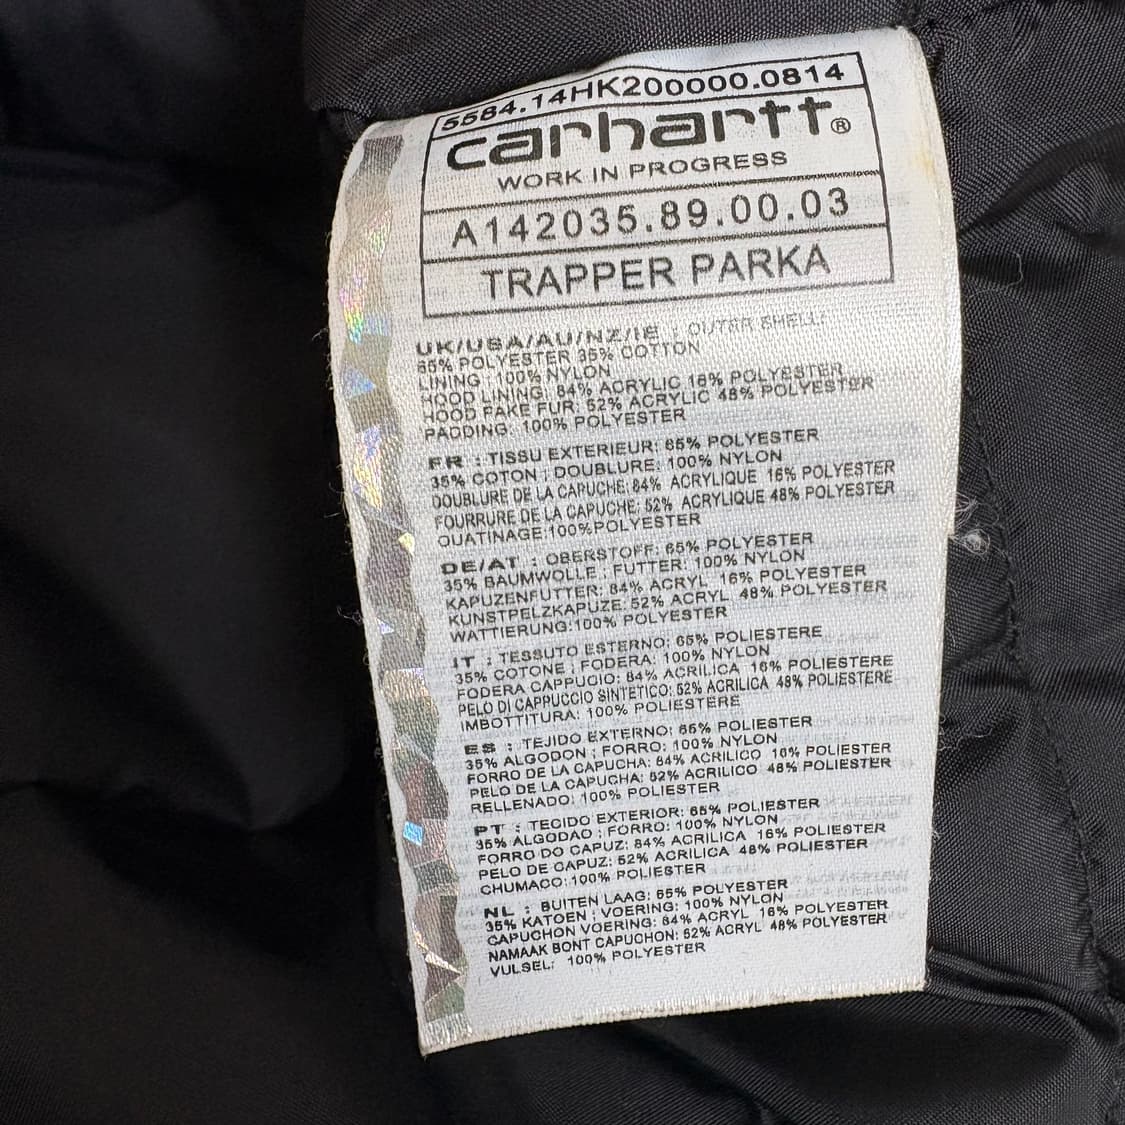 5584.14HK200000.0814
carhartt®
WORK IN PROGRESS
A142035.89.00.03
TRAPPER PARKA
UK/USA/AU/NZ/IE : OUTER SHELL:
65% POLYESTER 35% COTTON
LINING : 100% NYLON
HOOD LINING: 84% ACRYLIC 16% POLYESTER
HOOD FAKE FUR: 52% ACRYLIC 48% POLYESTER
PADDING: 100% POLYESTER
FR : TISSU EXTERIEUR: 65% POLYESTER
35% COTON ; DOUBLURE: 100% NYLON
DOUBLURE DE LA CAPUCHE: 84% ACRYLIQUE 16% POLYESTER
FOURRURE DE LA CAPUCHE: 52% ACRYLIQUE 48% POLYESTER
OUATINAGE:100%POLYESTER
DE/AT : OBERSTOFF: 65% POLYESTER
35% BAUMWOLLE ; FUTTER: 100% NYLON
KAPUZENFUTTER: 84% ACRYL 16% POLYESTER
KUNSTPELZKAPUZE: 52% ACRYL 48% POLYESTER
WATTIERUNG:100% POLYESTER
IT : TESSUTO ESTERNO: 65% POLIESTERE
35% COTONE ; FODERA: 100% NYLON
FODERA CAPPUCIO: 84% ACRILICA 16% POLIESTERE
PELO DI CAPPUCCIO SINTETICO: 52% ACRILICA 48% POLIESTERE
IMBOTTITURA: 100% POLIESTERE
ES : TEJIDO EXTERNO: 65% POLIESTER
35% ALGODON ; FORRO: 100% NYLON
FORRO DE LA CAPUCHA: 84% ACRILICO 16% POLIESTER
PELO DE LA CAPUCHA: 52% ACRILICO 48% POLIESTER
RELLENADO: 100% POLIESTER
PT : TECIDO EXTERIOR: 65% POLIESTER
35% ALGODAO ; FORRO: 100% NYLON
FORRO DO CAPUZ: 84% ACRILICA 16% POLIESTER
PELO DE CAPUZ: 52% ACRILICA 48% POLIESTER
CHUMACO: 100% POLIESTER
NL : BUITEN LAAG: 65% POLYESTER
35% KATOEN ; VOERING: 100% NYLON
CAPUCHON VOERING: 84% ACRYL 16% POLYESTER
NAMAAK BONT CAPUCHON: 52% ACRYL 48% POLYESTER
VULSEL: 100% POLYESTER